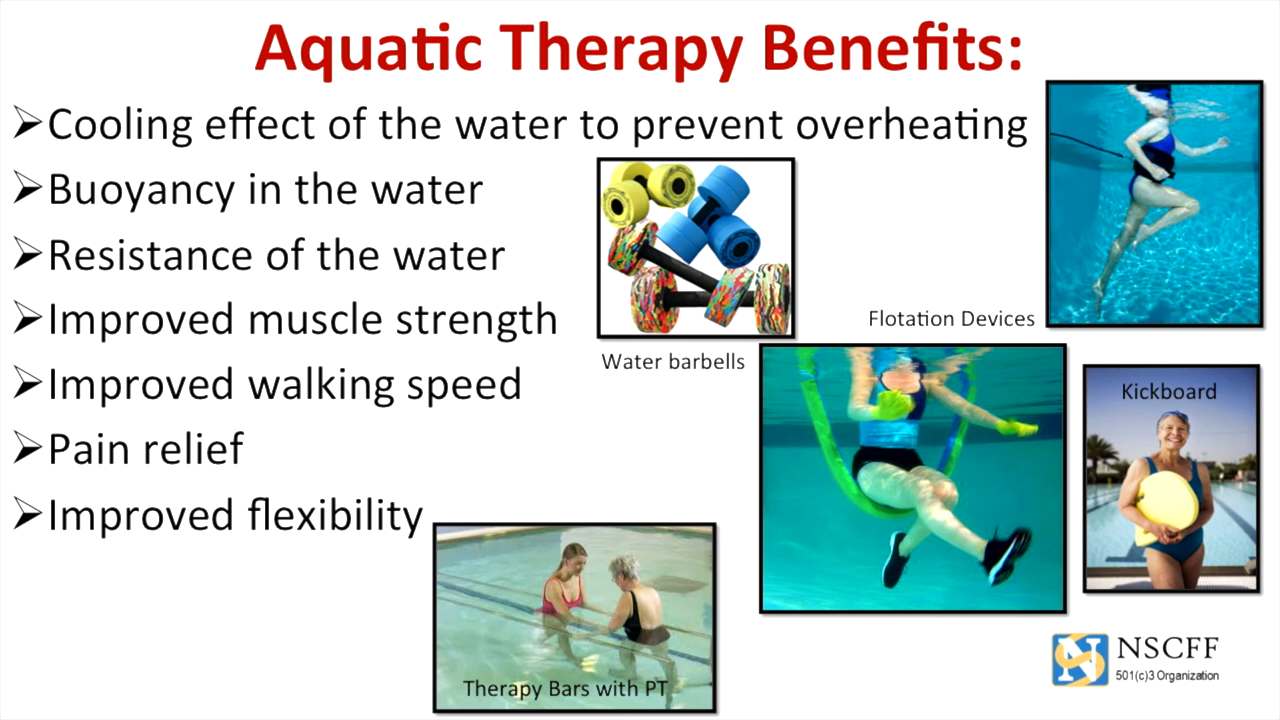 Aquatic Therapy Benefits:
Cooling effect of the water to prevent overheating
Buoyancy in the water
Resistance of the water
Improved muscle strength
Improved walking speed
Pain relief
Improved flexibility
Water barbells
Flotation Devices
Kickboard
Therapy Bars with PT
N
NSCFF
501(c)3 Organization